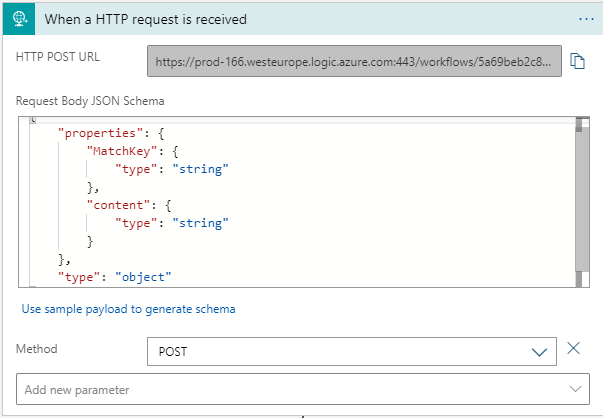 When a HTTP request is received
HTTP POST URL
https://prod-166.westeurope.logic.azure.com:443/workflows/5a69beb2c8...
Request Body JSON Schema
"properties": {
"MatchKey": {
"type": "string"
},
"content": {
"type": "string"
}
},
"type": "object"
Use sample payload to generate schema
Method
POST
Add new parameter